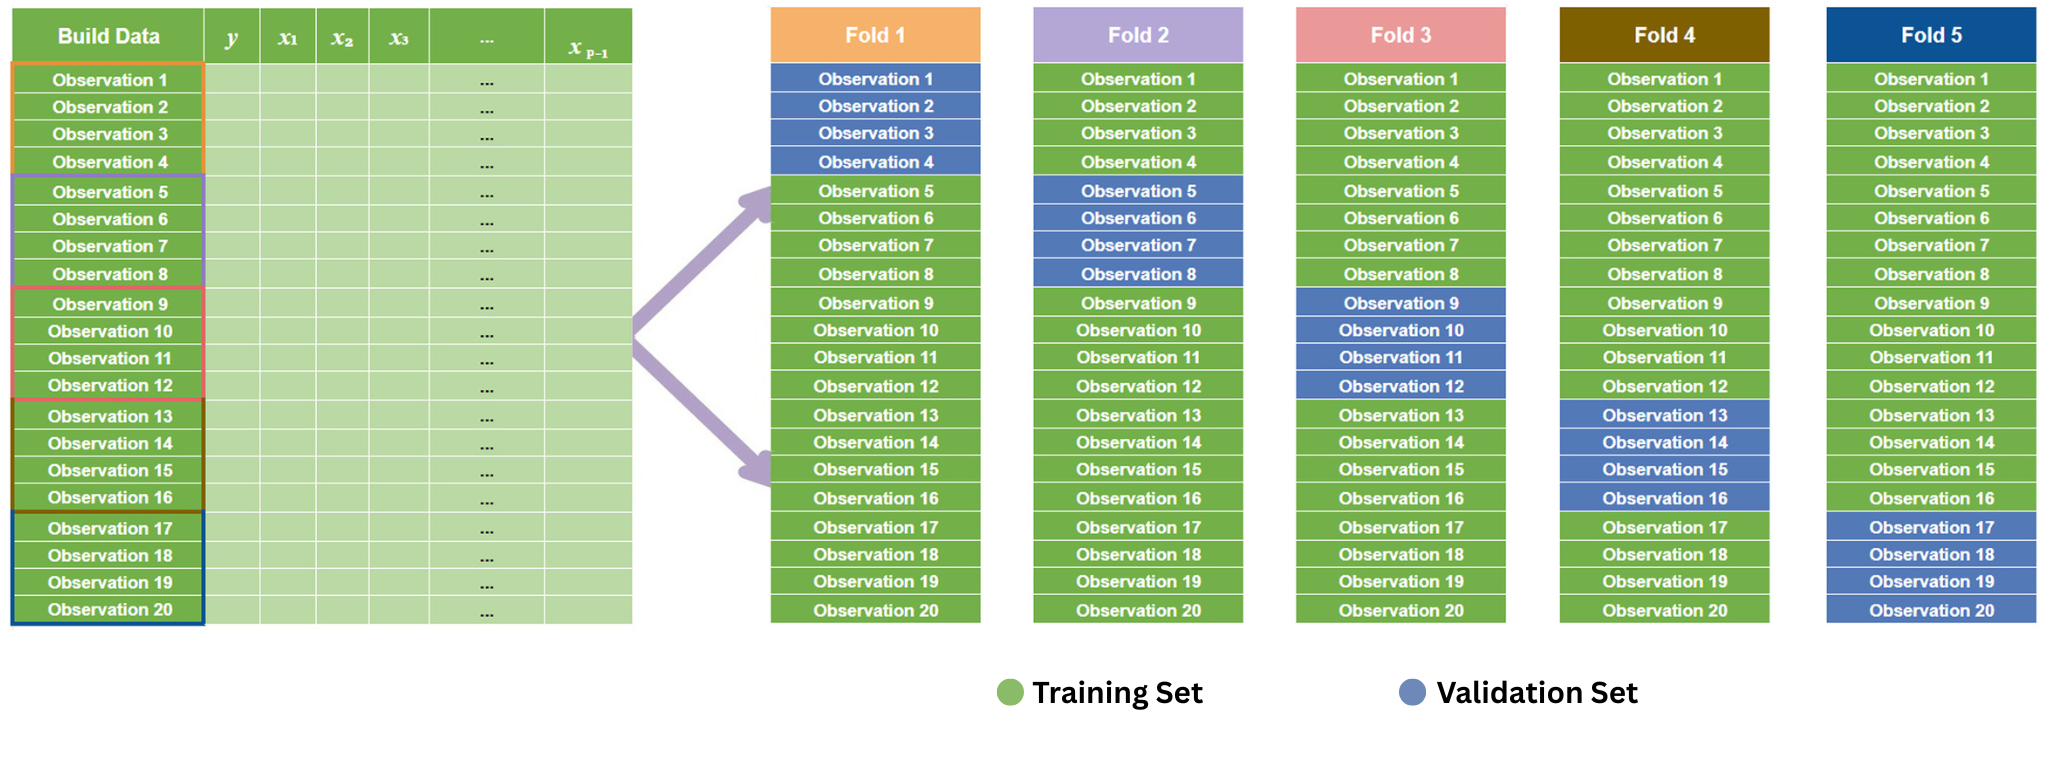 Build Data y x₁ x₂ x₃ ... x p-1
Observation 1 ...
Observation 2 ...
Observation 3 ...
Observation 4 ...
Observation 5 ...
Observation 6 ...
Observation 7 ...
Observation 8 ...
Observation 9 ...
Observation 10 ...
Observation 11 ...
Observation 12 ...
Observation 13 ...
Observation 14 ...
Observation 15 ...
Observation 16 ...
Observation 17 ...
Observation 18 ...
Observation 19 ...
Observation 20 ...
Fold 1
Observation 1
Observation 2
Observation 3
Observation 4
Observation 5
Observation 6
Observation 7
Observation 8
Observation 9
Observation 10
Observation 11
Observation 12
Observation 13
Observation 14
Observation 15
Observation 16
Observation 17
Observation 18
Observation 19
Observation 20
Fold 2
Observation 1
Observation 2
Observation 3
Observation 4
Observation 5
Observation 6
Observation 7
Observation 8
Observation 9
Observation 10
Observation 11
Observation 12
Observation 13
Observation 14
Observation 15
Observation 16
Observation 17
Observation 18
Observation 19
Observation 20
Fold 3
Observation 1
Observation 2
Observation 3
Observation 4
Observation 5
Observation 6
Observation 7
Observation 8
Observation 9
Observation 10
Observation 11
Observation 12
Observation 13
Observation 14
Observation 15
Observation 16
Observation 17
Observation 18
Observation 19
Observation 20
Fold 4
Observation 1
Observation 2
Observation 3
Observation 4
Observation 5
Observation 6
Observation 7
Observation 8
Observation 9
Observation 10
Observation 11
Observation 12
Observation 13
Observation 14
Observation 15
Observation 16
Observation 17
Observation 18
Observation 19
Observation 20
Fold 5
Observation 1
Observation 2
Observation 3
Observation 4
Observation 5
Observation 6
Observation 7
Observation 8
Observation 9
Observation 10
Observation 11
Observation 12
Observation 13
Observation 14
Observation 15
Observation 16
Observation 17
Observation 18
Observation 19
Observation 20
Training Set
Validation Set